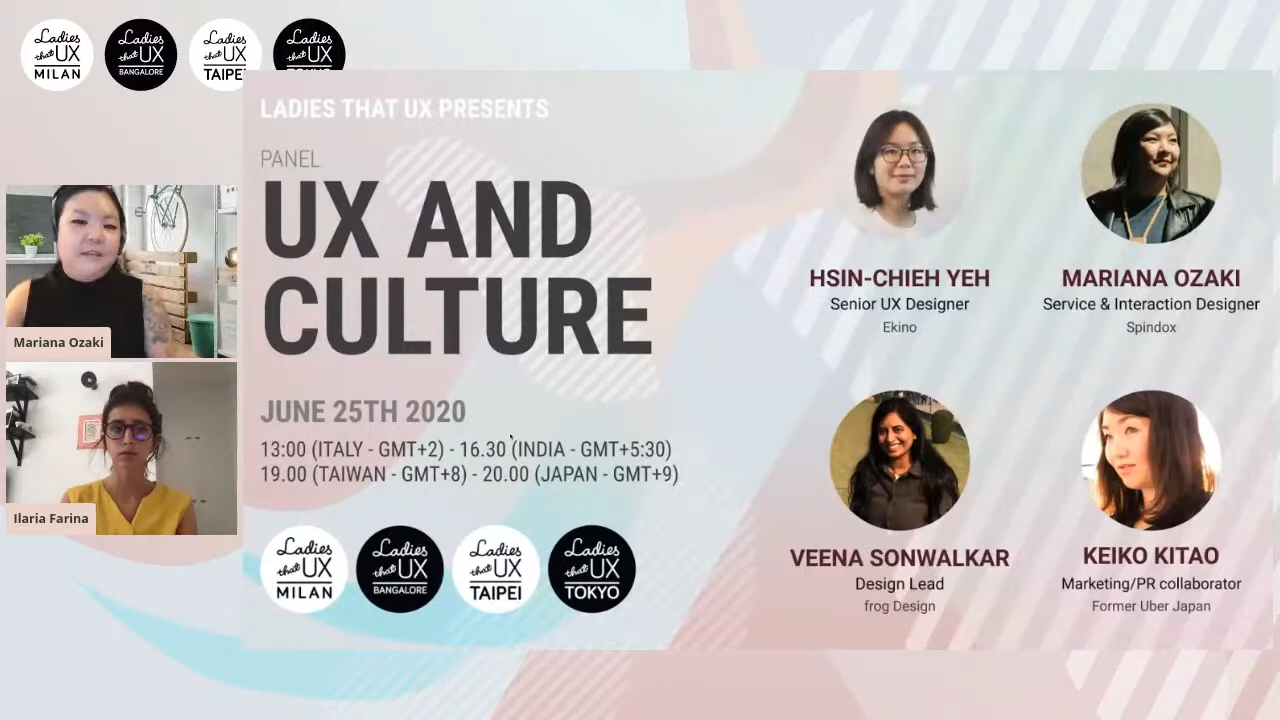 Ladies
that UX
MILAN
Ladies
that UX
BANGALORE
Ladies
that UX
TAIPEI
Ladies
that UX
LADIES THAT UX PRESENTS
PANEL
UX AND
CULTURE
JUNE 25TH 2020
13:00 (ITALY - GMT+2) - 16.30 (INDIA - GMT+5:30)
19.00 (TAIWAN - GMT+8) - 20.00 (JAPAN - GMT+9)
Ladies
that UX
MILAN
Ladies
that UX
BANGALORE
Ladies
that UX
TAIPEI
Ladies
that UX
TOKYO
HSIN-CHIEH YEH
Senior UX Designer
Ekino
MARIANA OZAKI
Service & Interaction Designer
Spindox
VEENA SONWALKAR
Design Lead
frog Design
KEIKO KITAO
Marketing/PR collaborator
Former Uber Japan
Mariana Ozaki
Ilaria Farina